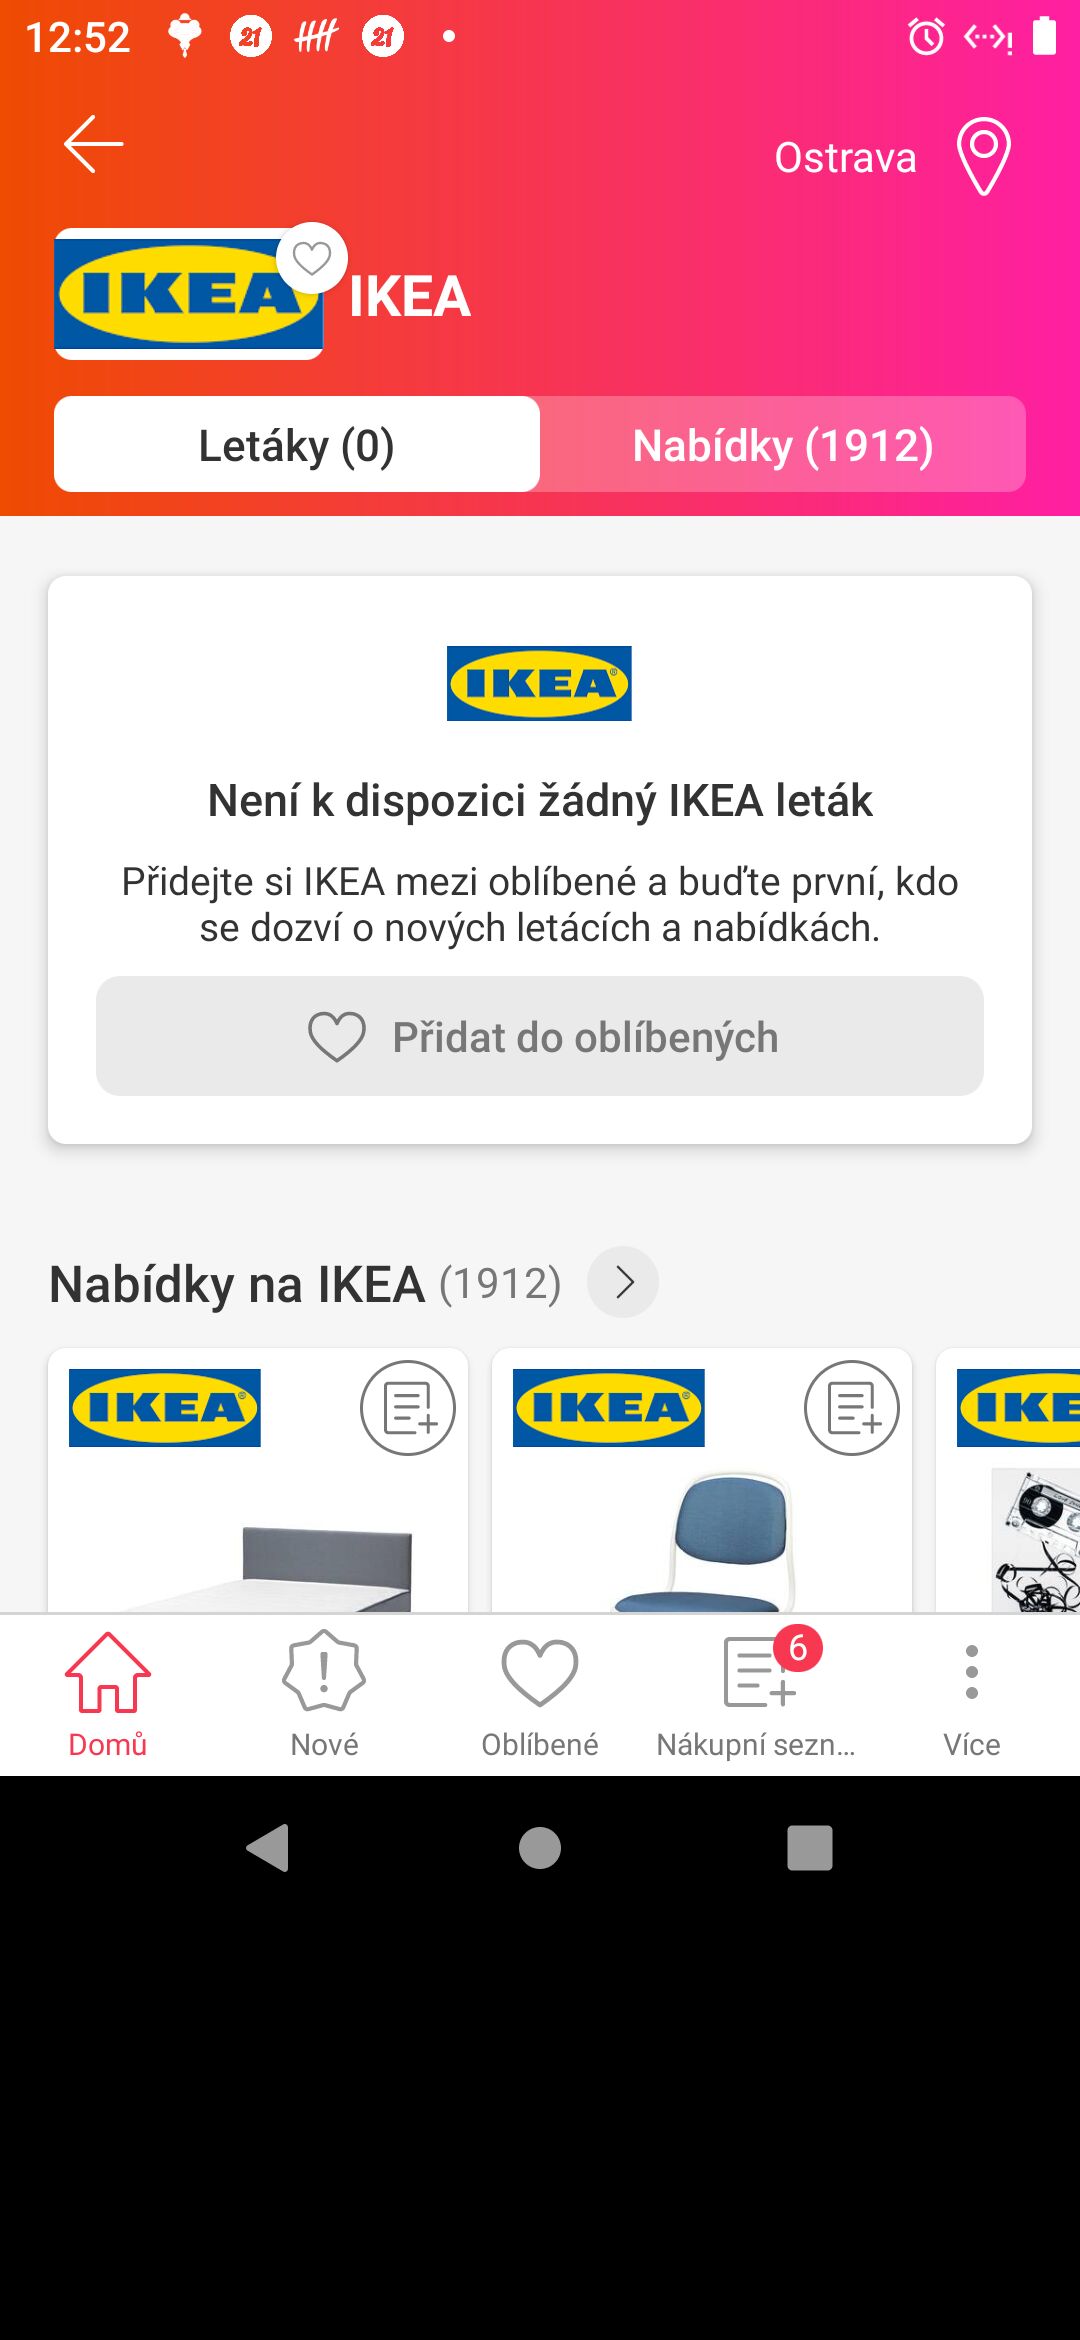 12:52
21
21
Ostrava
IKEA
IKEA
Letáky (0)
Nabídky (1912)
IKEA
Není k dispozici žádný IKEA leták
Přidejte si IKEA mezi oblíbené a buďte první, kdo
se dozví o nových letácích a nabídkách.
Přidat do oblíbených
Nabídky na IKEA (1912)
IKEA
IKEA
IKE
6
Domů
Nové
Oblíbené
Nákupní sezn…
Více